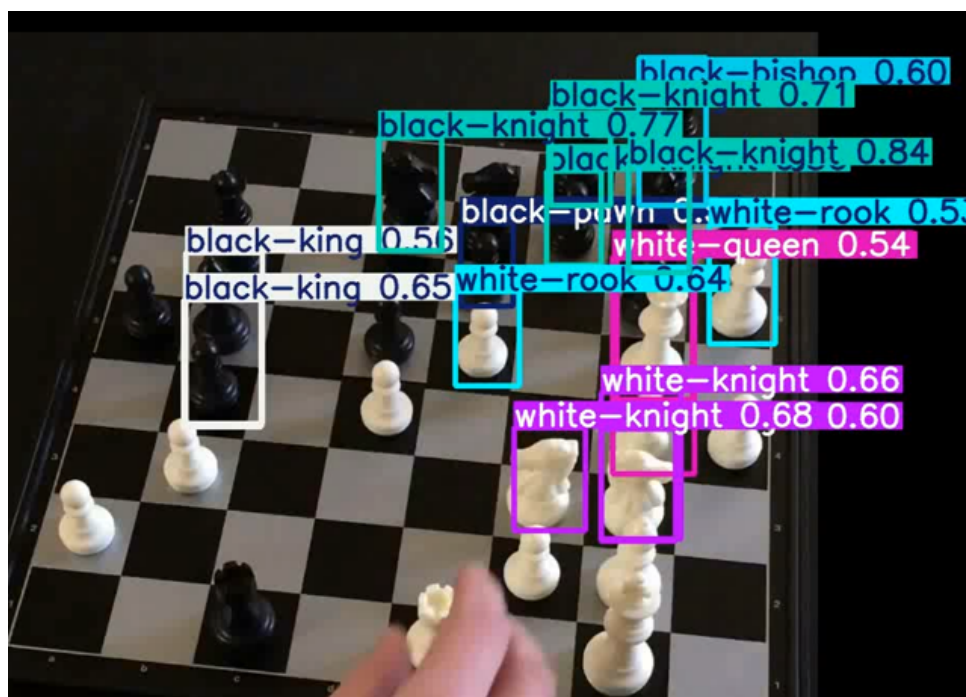 black-bishop 0.60
black-knight 0.71
black-knight 0.77
black-knight 0.84
black-pawn
white-rook 0.53
black-king 0.56
white-queen 0.54
black-king 0.65
white-rook 0.64
white-knight 0.66
white-knight 0.68 0.60